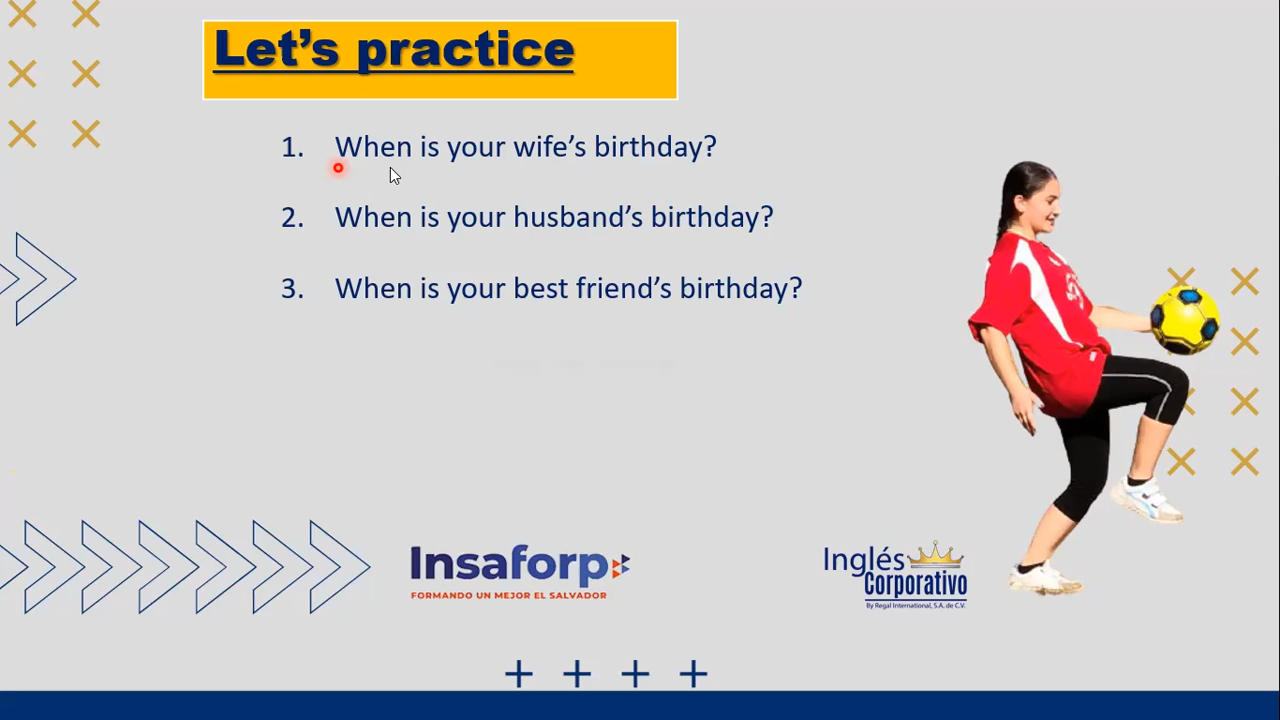 Let's practice
1. When is your wife's birthday?
2. When is your husband's birthday?
3. When is your best friend's birthday?
Insaforp
FORMANDO UN MEJOR EL SALVADOR
Inglés
Corporativo
By Regal International, S.A. de C.V.